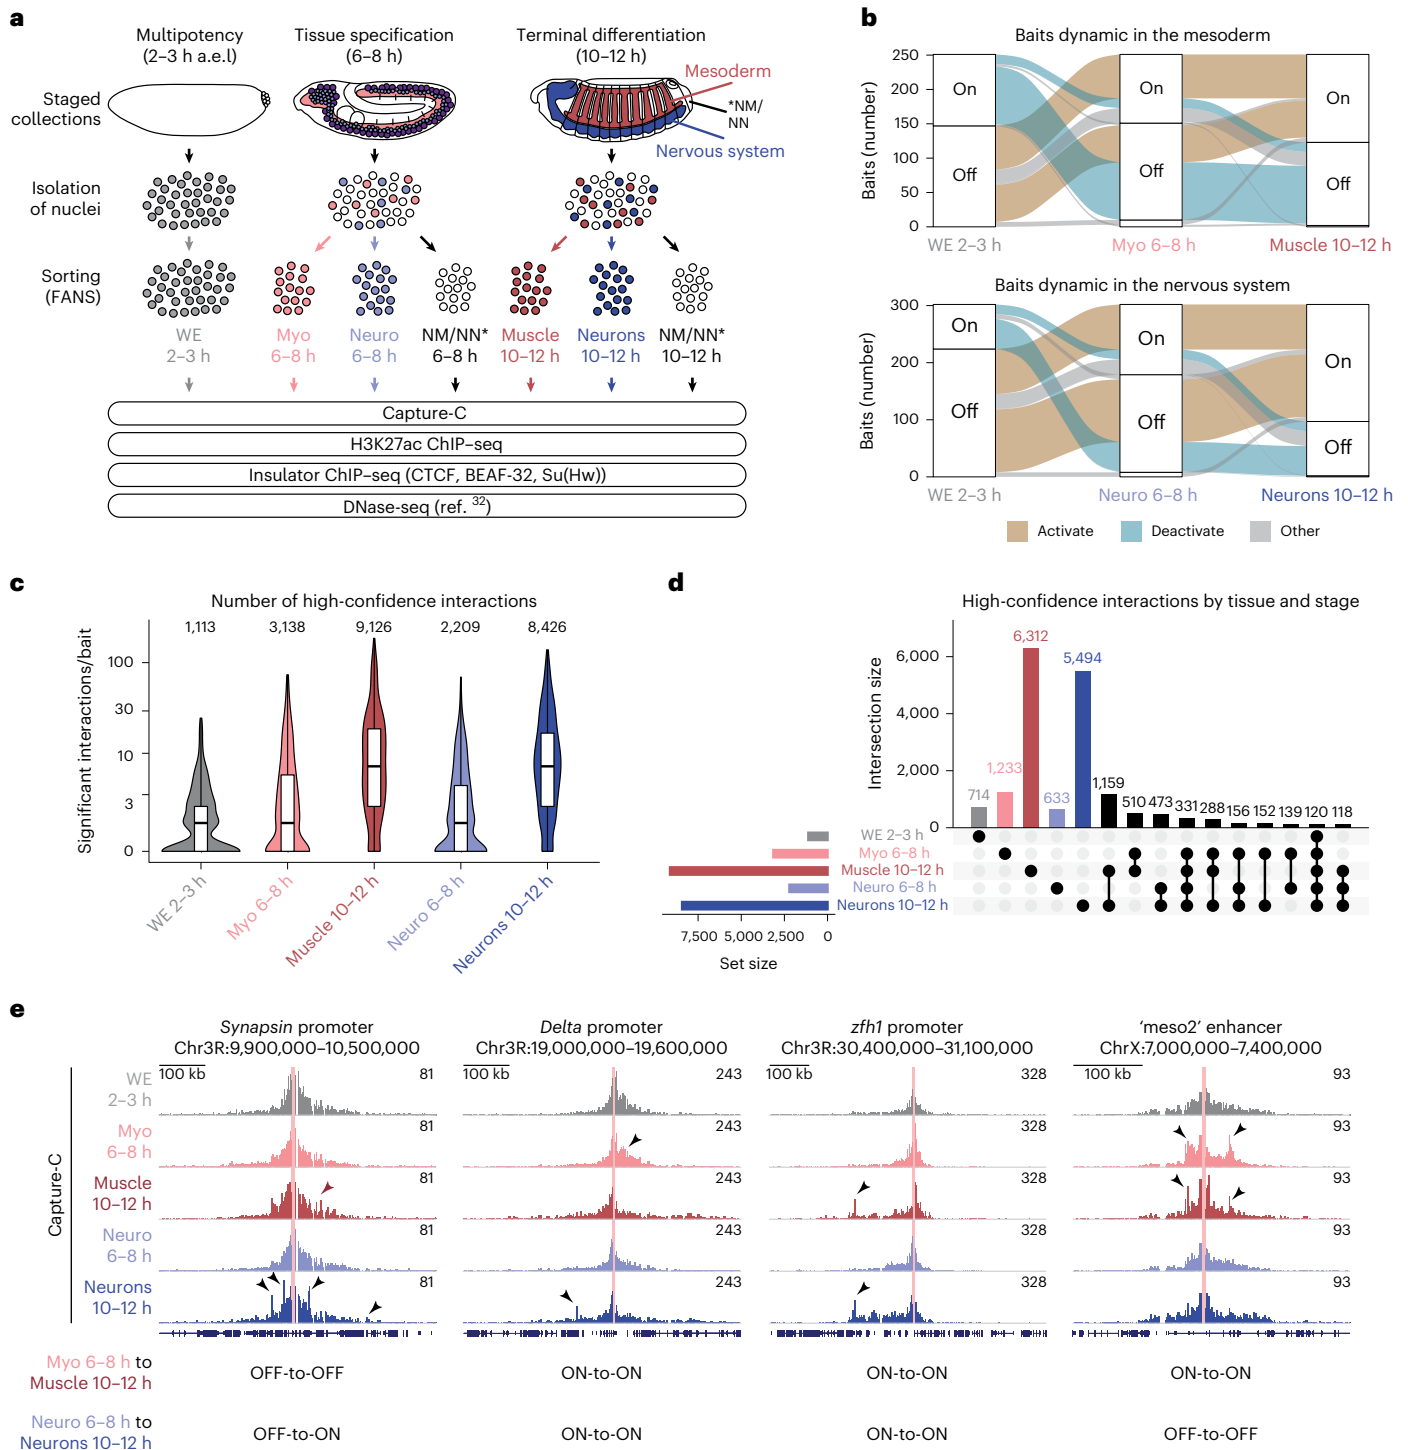 a
Multipotency
(2–3 h a.e.l)
Tissue specification
(6–8 h)
Terminal differentiation
(10–12 h)
Staged
collections
Mesoderm
*NM/
NN
Nervous system
Isolation
of nuclei
Sorting
(FANS)
WE
2–3 h
Myo
6–8 h
Neuro
6–8 h
NM/NN*
6–8 h
Muscle
10–12 h
Neurons
10–12 h
NM/NN*
10–12 h
Capture-C
H3K27ac ChIP–seq
Insulator ChIP–seq (CTCF, BEAF-32, Su(Hw))
DNase-seq (ref. 32)
b
Baits dynamic in the mesoderm
Baits (number)
250
200
150
100
50
0
On
Off
On
Off
On
Off
WE 2–3 h
Myo 6–8 h
Muscle 10–12 h
Baits dynamic in the nervous system
Baits (number)
300
200
100
0
On
Off
On
Off
On
Off
WE 2–3 h
Neuro 6–8 h
Neurons 10–12 h
Activate
Deactivate
Other
c
Number of high-confidence interactions
1,113
3,138
9,126
2,209
8,426
Significant interactions/bait
100
30
10
3
0
WE 2–3 h
Myo 6–8 h
Muscle 10–12 h
Neuro 6–8 h
Neurons 10–12 h
d
High-confidence interactions by tissue and stage
Intersection size
6,000
4,000
2,000
0
714
1,233
6,312
633
5,494
1,159
510
473
331
288
156
152
139
120
118
WE 2–3 h
Myo 6–8 h
Muscle 10–12 h
Neuro 6–8 h
Neurons 10–12 h
7,500
5,000
2,500
0
Set size
e
Synapsin promoter
Chr3R:9,900,000–10,500,000
Delta promoter
Chr3R:19,000,000–19,600,000
zfh1 promoter
Chr3R:30,400,000–31,100,000
‘meso2’ enhancer
ChrX:7,000,000–7,400,000
100 kb
100 kb
100 kb
100 kb
Capture-C
WE
2–3 h
81
243
328
93
Myo
6–8 h
81
243
328
93
Muscle
10–12 h
81
243
328
93
Neuro
6–8 h
81
243
328
93
Neurons
10–12 h
81
243
328
93
Myo 6–8 h to
Muscle 10–12 h
OFF-to-OFF
ON-to-ON
ON-to-ON
ON-to-ON
Neuro 6–8 h to
Neurons 10–12 h
OFF-to-ON
ON-to-ON
ON-to-ON
OFF-to-OFF